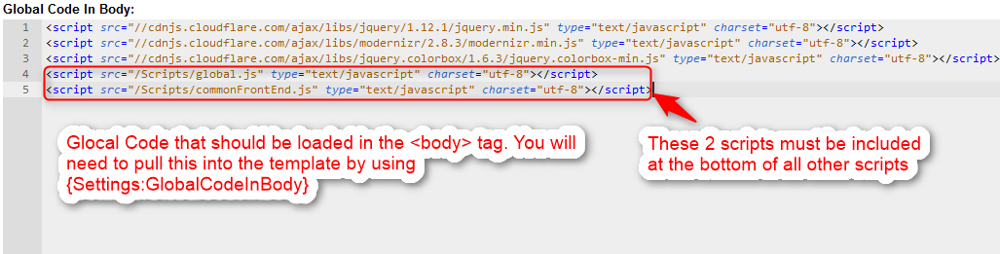 Global Code In Body:
1 <script src="//cdnjs.cloudflare.com/ajax/libs/jquery/1.12.1/jquery.min.js" type="text/javascript" charset="utf-8"></script>
2 <script src="//cdnjs.cloudflare.com/ajax/libs/modernizr/2.8.3/modernizr.min.js" type="text/javascript" charset="utf-8"></script>
3 <script src="//cdnjs.cloudflare.com/ajax/libs/jquery.colorbox/1.6.3/jquery.colorbox-min.js" type="text/javascript" charset="utf-8"></script>
4 <script src="/Scripts/global.js" type="text/javascript" charset="utf-8"></script>
5 <script src="/Scripts/commonFrontEnd.js" type="text/javascript" charset="utf-8"></script>
Glocal Code that should be loaded in the <body> tag. You will
need to pull this into the template by using
{Settings:GlobalCodeInBody}
These 2 scripts must be included
at the bottom of all other scripts